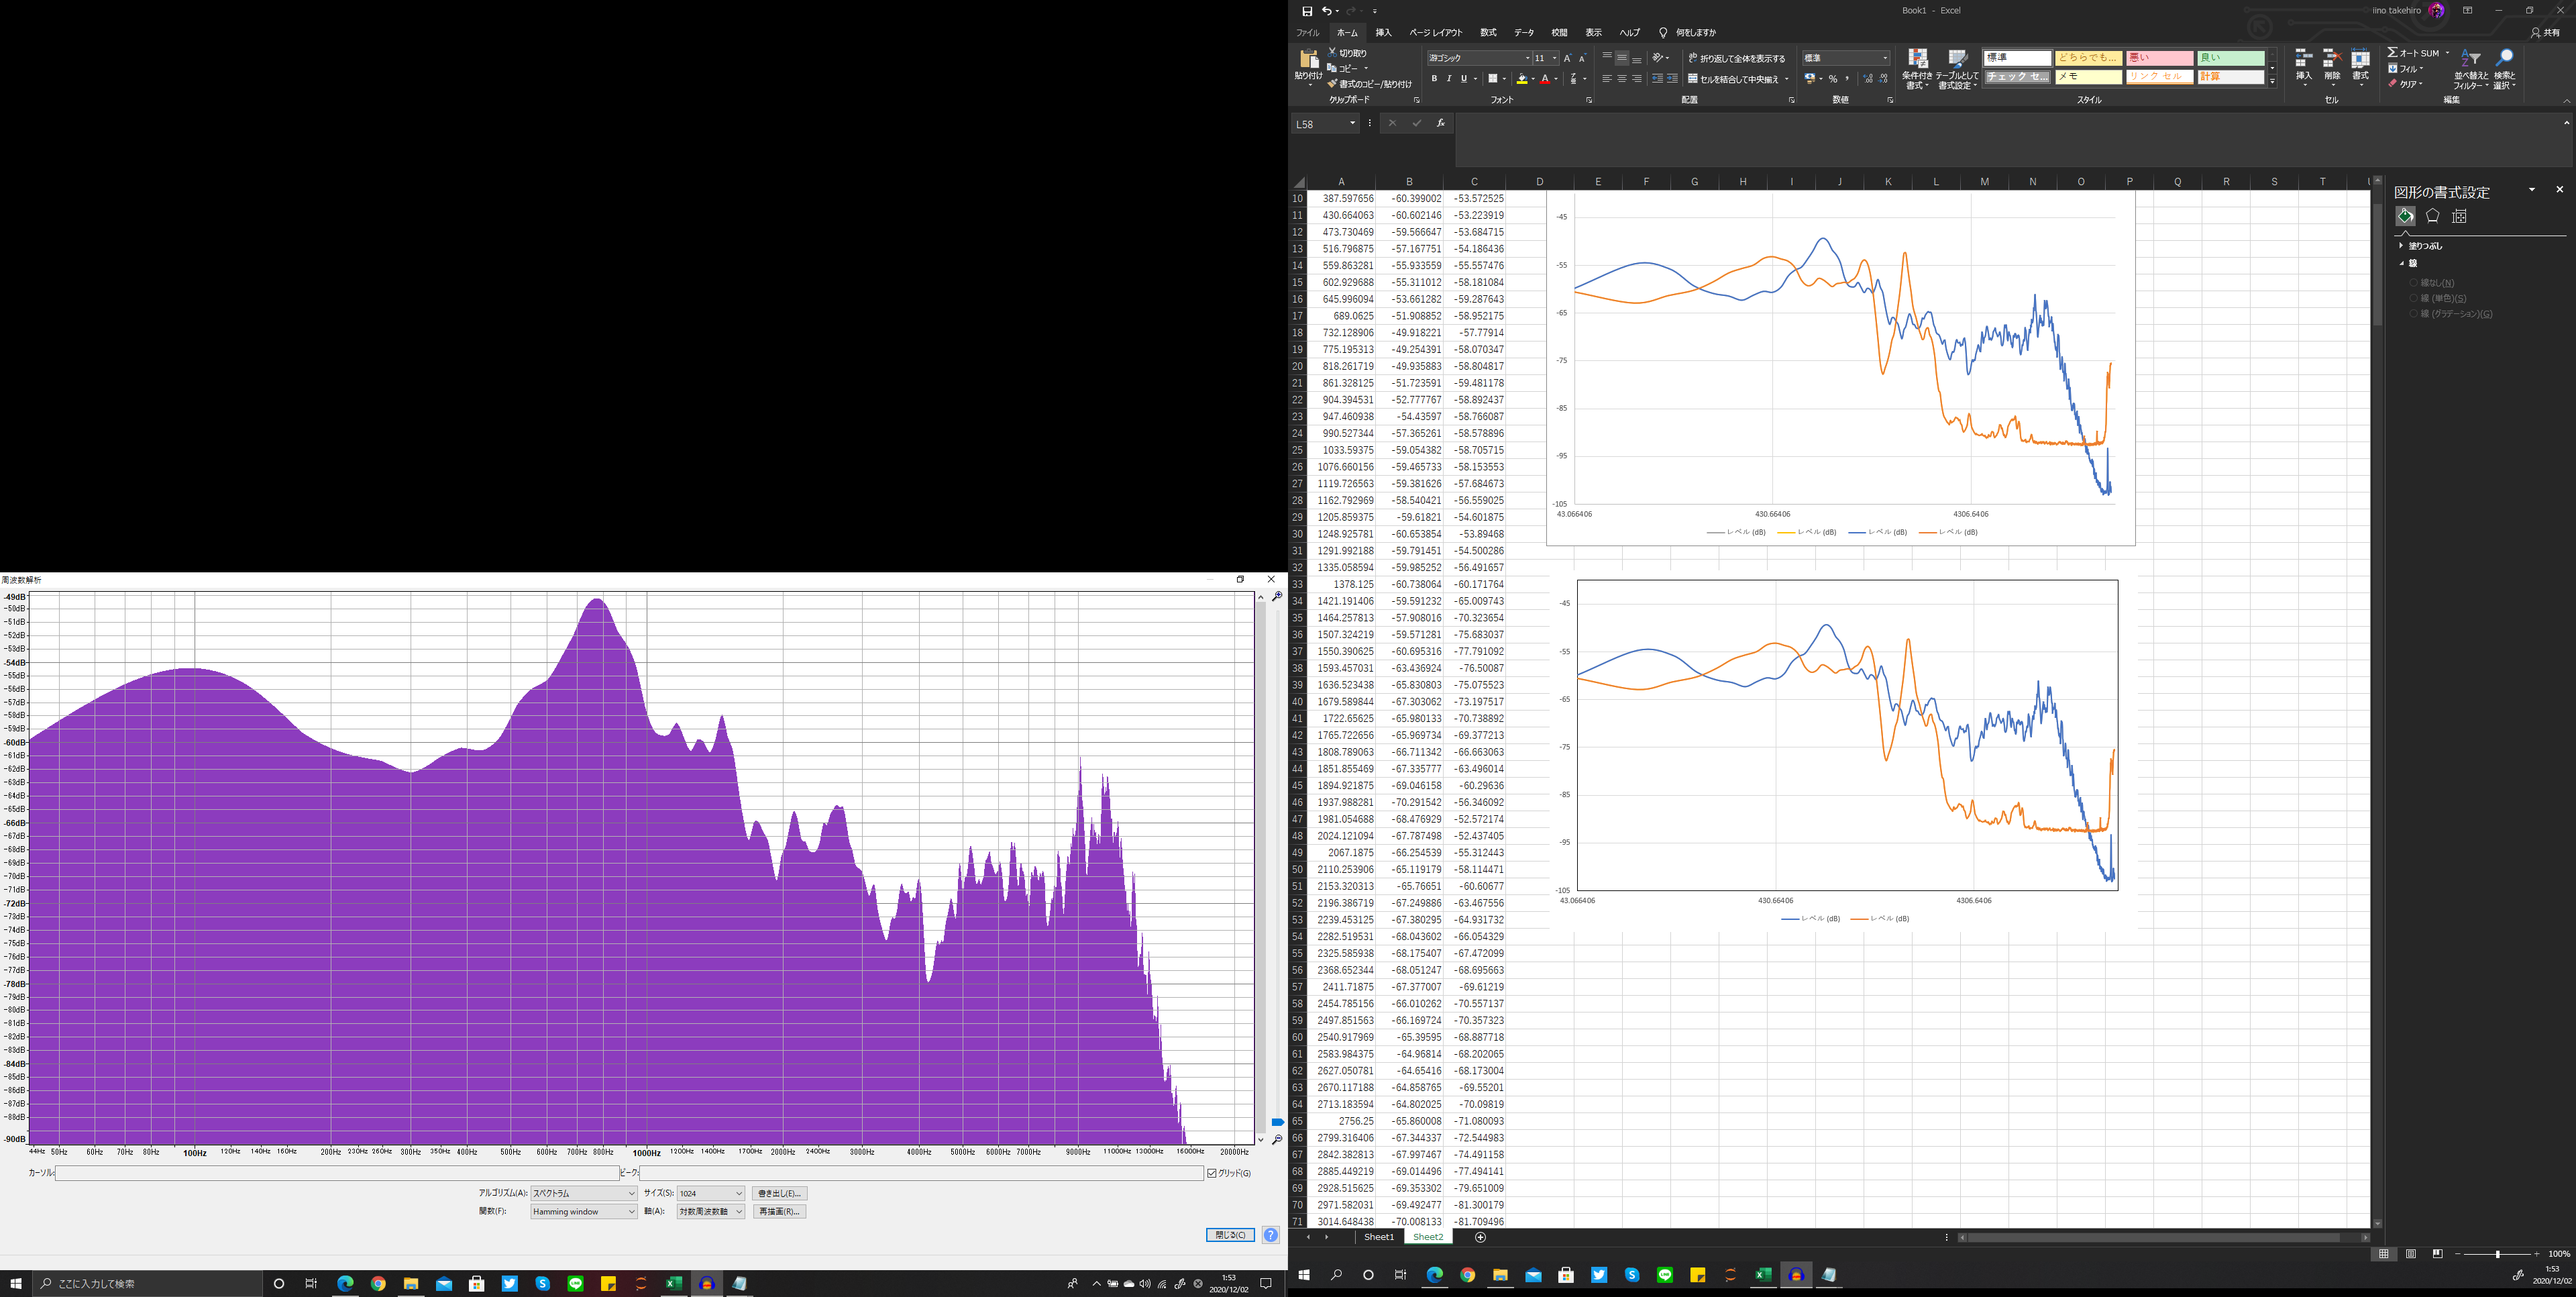 周波数解析
-49dB
-50dB
-51dB
-52dB
-53dB
-54dB
-55dB
-56dB
-57dB
-58dB
-59dB
-60dB
-61dB
-62dB
-63dB
-64dB
-65dB
-66dB
-67dB
-68dB
-69dB
-70dB
-71dB
-72dB
-73dB
-74dB
-75dB
-76dB
-77dB
-78dB
-79dB
-80dB
-81dB
-82dB
-83dB
-84dB
-85dB
-86dB
-87dB
-88dB
-90dB
44Hz 50Hz 60Hz 70Hz 80Hz 100Hz 120Hz 140Hz 160Hz 200Hz 230Hz 260Hz 300Hz 350Hz 400Hz 500Hz 600Hz 700Hz 800Hz 1000Hz 1200Hz 1400Hz 1700Hz 2000Hz 2400Hz 3000Hz 4000Hz 5000Hz 6000Hz 7000Hz 9000Hz 11000Hz 13000Hz 16000Hz 20000Hz
カーソル: ピーク: グリッド(G)
アルゴリズム(A): スペクトラム サイズ(S): 1024 書き出し(E)...
関数(F): Hamming window 軸(A): 対数周波数軸 再描画(R)...
閉じる(C)
ここに入力して検索
1:53
2020/12/02
Book1 - Excel
iino takehiro
ファイル ホーム 挿入 ページ レイアウト 数式 データ 校閲 表示 ヘルプ 何をしますか 共有
貼り付け 切り取り コピー 書式のコピー/貼り付け
クリップボード
游ゴシック 11
フォント
折り返して全体を表示する
セルを結合して中央揃え
配置
標準
数値
条件付き書式 テーブルとして書式設定
標準 どちらでも... 悪い 良い
チェック セ... メモ リンク セル 計算
スタイル
挿入 削除 書式
セル
オート SUM フィル クリア 並べ替えとフィルター 検索と選択
編集
L58
A B C D E F G H I J K L M N O P Q R S T
10 387.597656 -60.399002 -53.572525
11 430.664063 -60.602146 -53.223919
12 473.730469 -59.566647 -53.684715
13 516.796875 -57.167751 -54.186436
14 559.863281 -55.933559 -55.557476
15 602.929688 -55.311012 -58.181084
16 645.996094 -53.661282 -59.287643
17 689.0625 -51.908852 -58.952175
18 732.128906 -49.918221 -57.77914
19 775.195313 -49.254391 -58.070347
20 818.261719 -49.935883 -58.804817
21 861.328125 -51.723591 -59.481178
22 904.394531 -52.777767 -58.892437
23 947.460938 -54.43597 -58.766087
24 990.527344 -57.365261 -58.578896
25 1033.59375 -59.054382 -58.705715
26 1076.660156 -59.465733 -58.153553
27 1119.726563 -59.381626 -57.684673
28 1162.792969 -58.540421 -56.559025
29 1205.859375 -59.61821 -54.601875
30 1248.925781 -60.653854 -53.89468
31 1291.992188 -59.791451 -54.500286
32 1335.058594 -59.985252 -56.491657
33 1378.125 -60.738064 -60.171764
34 1421.191406 -59.591232 -65.009743
35 1464.257813 -57.908016 -70.323654
36 1507.324219 -59.571281 -75.683037
37 1550.390625 -60.695316 -77.791092
38 1593.457031 -63.436924 -76.50087
39 1636.523438 -65.830803 -75.075523
40 1679.589844 -67.303062 -73.197517
41 1722.65625 -65.980133 -70.738892
42 1765.722656 -65.969734 -69.377213
43 1808.789063 -66.711342 -66.663063
44 1851.855469 -67.335777 -63.496014
45 1894.921875 -69.046158 -60.29636
46 1937.988281 -70.291542 -56.346092
47 1981.054688 -68.476929 -52.572174
48 2024.121094 -67.787498 -52.437405
49 2067.1875 -66.254539 -55.312443
50 2110.253906 -65.119179 -58.114471
51 2153.320313 -65.76651 -60.60677
52 2196.386719 -67.249886 -63.467556
53 2239.453125 -67.380295 -64.931732
54 2282.519531 -68.043602 -66.054329
55 2325.585938 -68.175407 -67.472099
56 2368.652344 -68.051247 -68.695663
57 2411.71875 -67.377007 -69.61219
58 2454.785156 -66.010262 -70.557137
59 2497.851563 -66.169724 -70.357323
60 2540.917969 -65.39595 -68.887718
61 2583.984375 -64.96814 -68.202065
62 2627.050781 -64.65416 -68.173004
63 2670.117188 -64.858765 -69.55201
64 2713.183594 -64.802025 -70.09819
65 2756.25 -65.860008 -71.080093
66 2799.316406 -67.344337 -72.544983
67 2842.382813 -67.997467 -74.491158
68 2885.449219 -69.014496 -77.494141
69 2928.515625 -69.353302 -79.651009
70 2971.582031 -69.492477 -81.300179
71 3014.648438 -70.008133 -81.709496
-45
-55
-65
-75
-85
-95
-105
43.066406 430.66406 4306.6406
レベル (dB) レベル (dB) レベル (dB) レベル (dB)
-45
-55
-65
-75
-85
-95
-105
43.066406 430.66406 4306.6406
レベル (dB) レベル (dB)
図形の書式設定
塗りつぶし
線
線なし(N)
線 (単色)(S)
線 (グラデーション)(G)
Sheet1 Sheet2
100%
1:53
2020/12/02